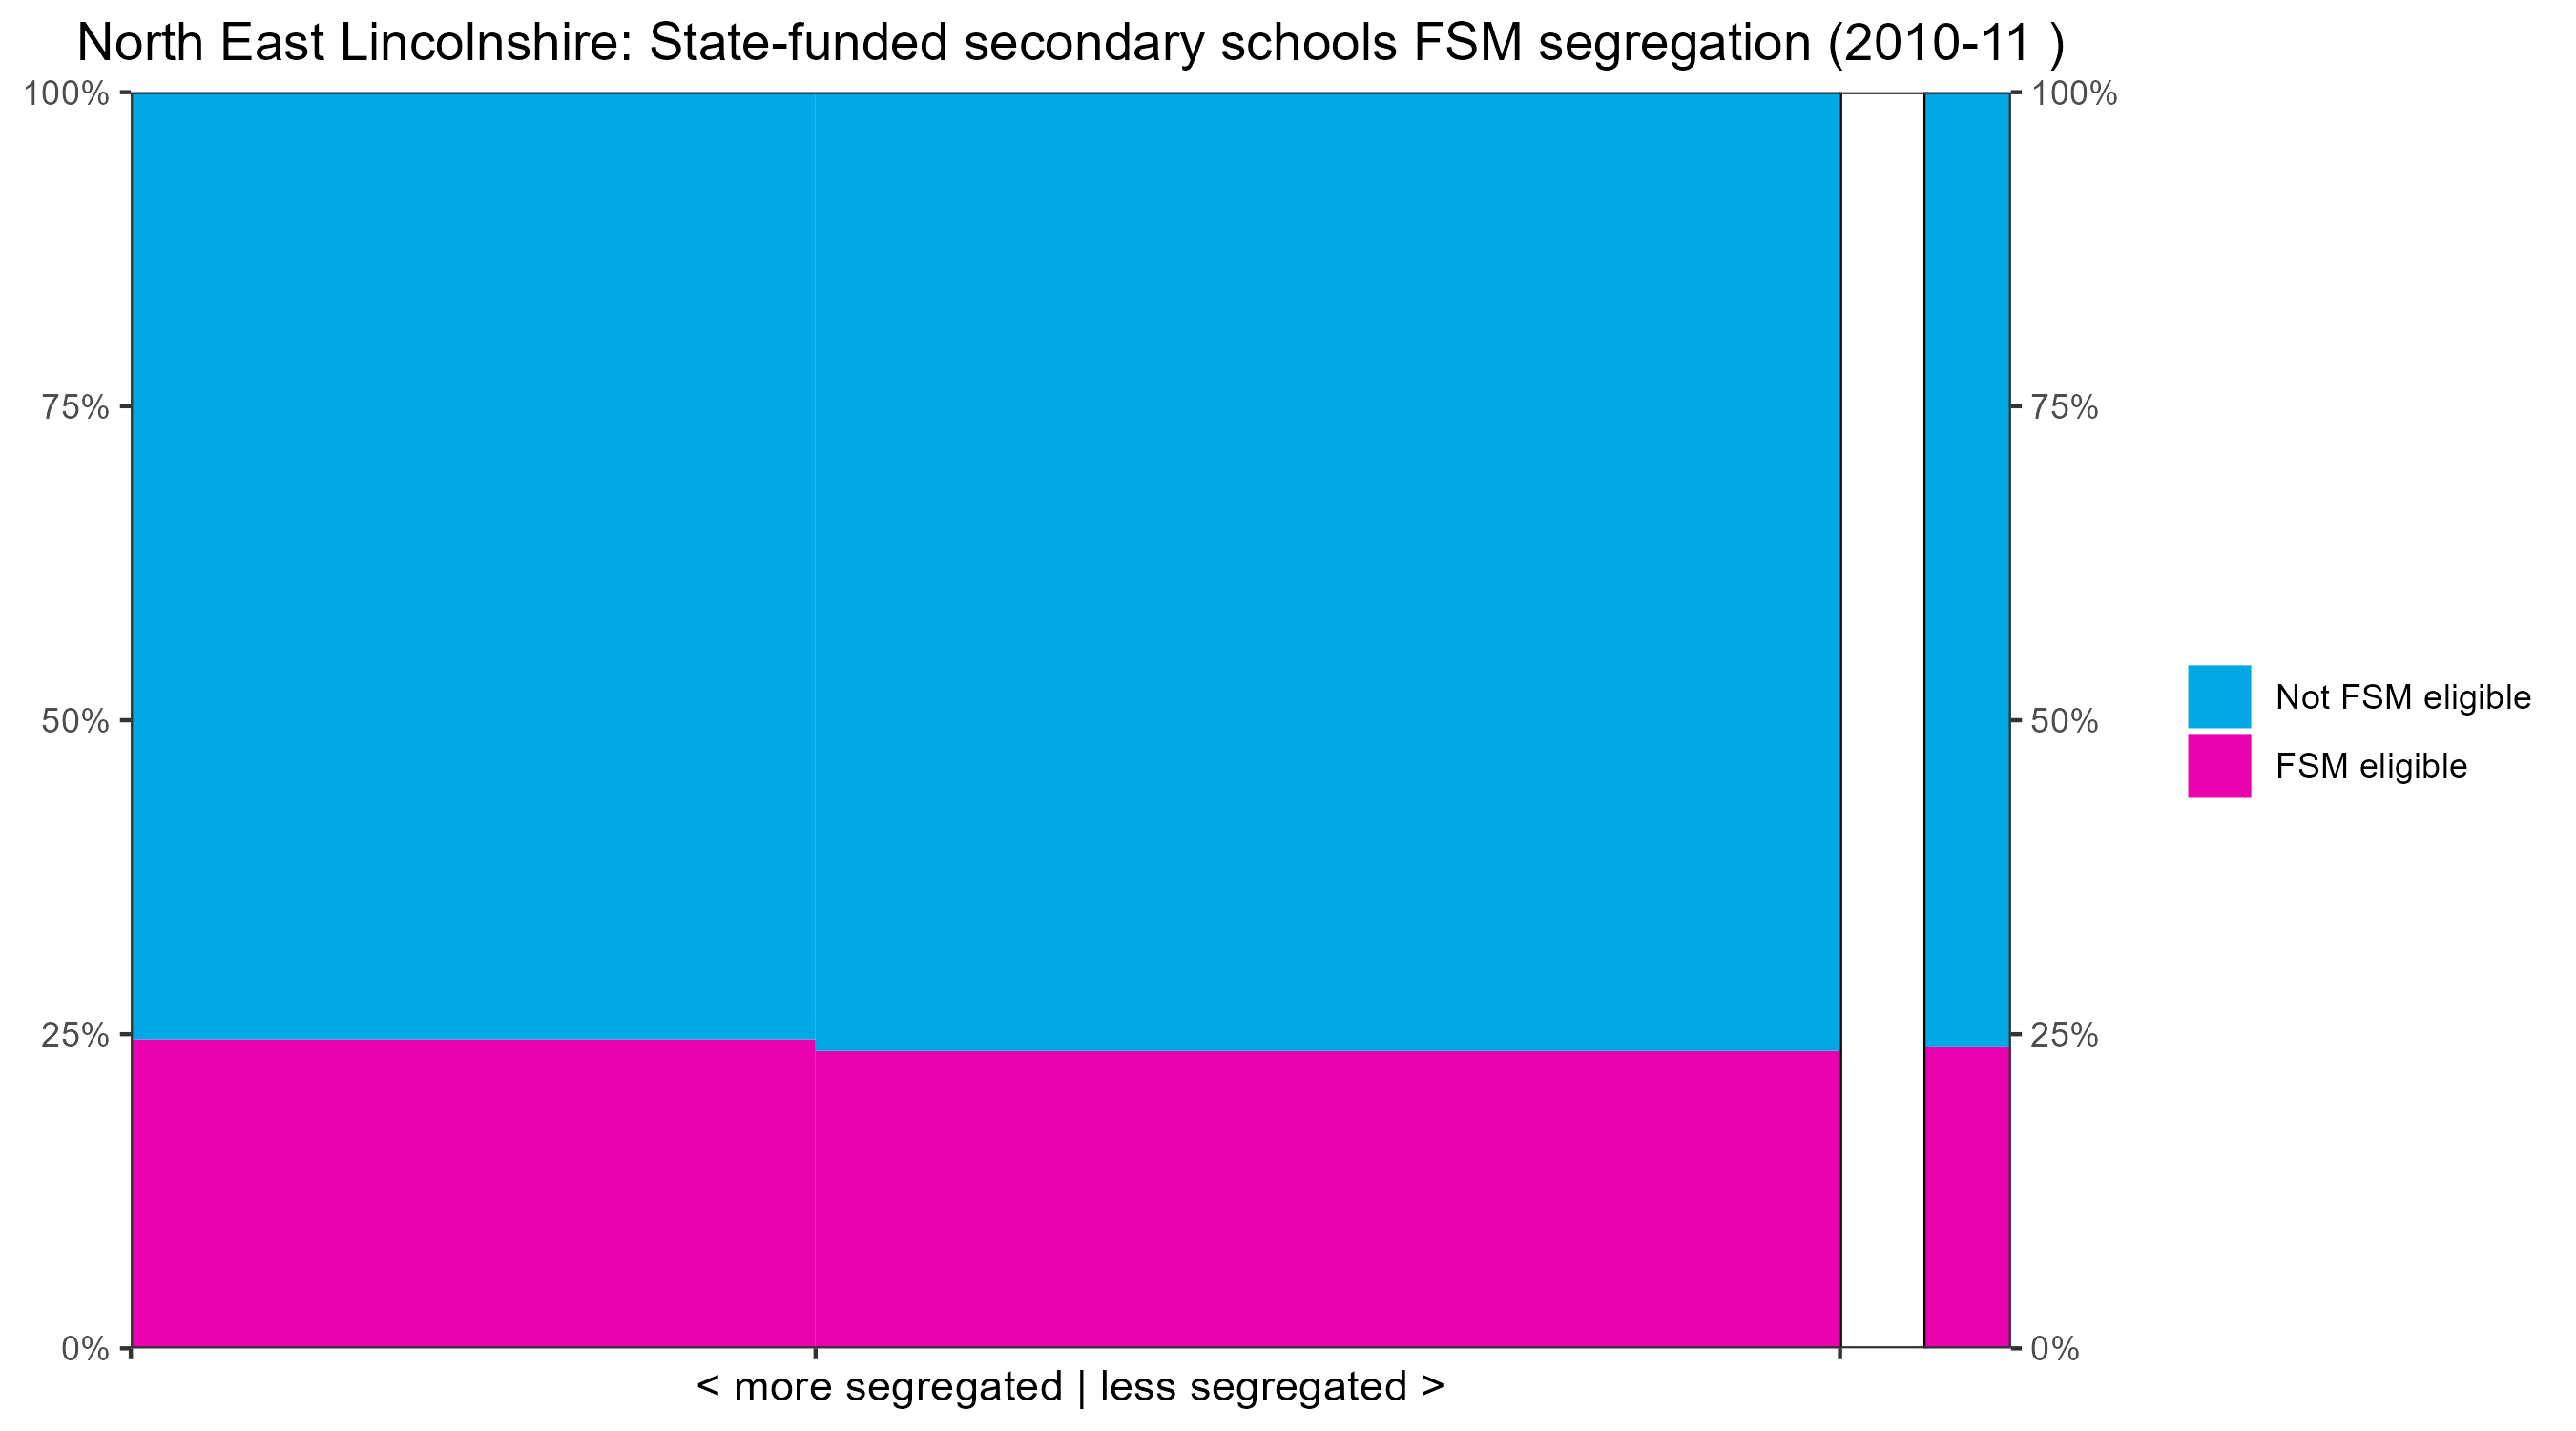 North East Lincolnshire: State-funded secondary schools FSM segregation (2010-11 )
100%
75%
50%
25%
0%
100%
75%
50%
25%
0%
Not FSM eligible
FSM eligible
< more segregated | less segregated >